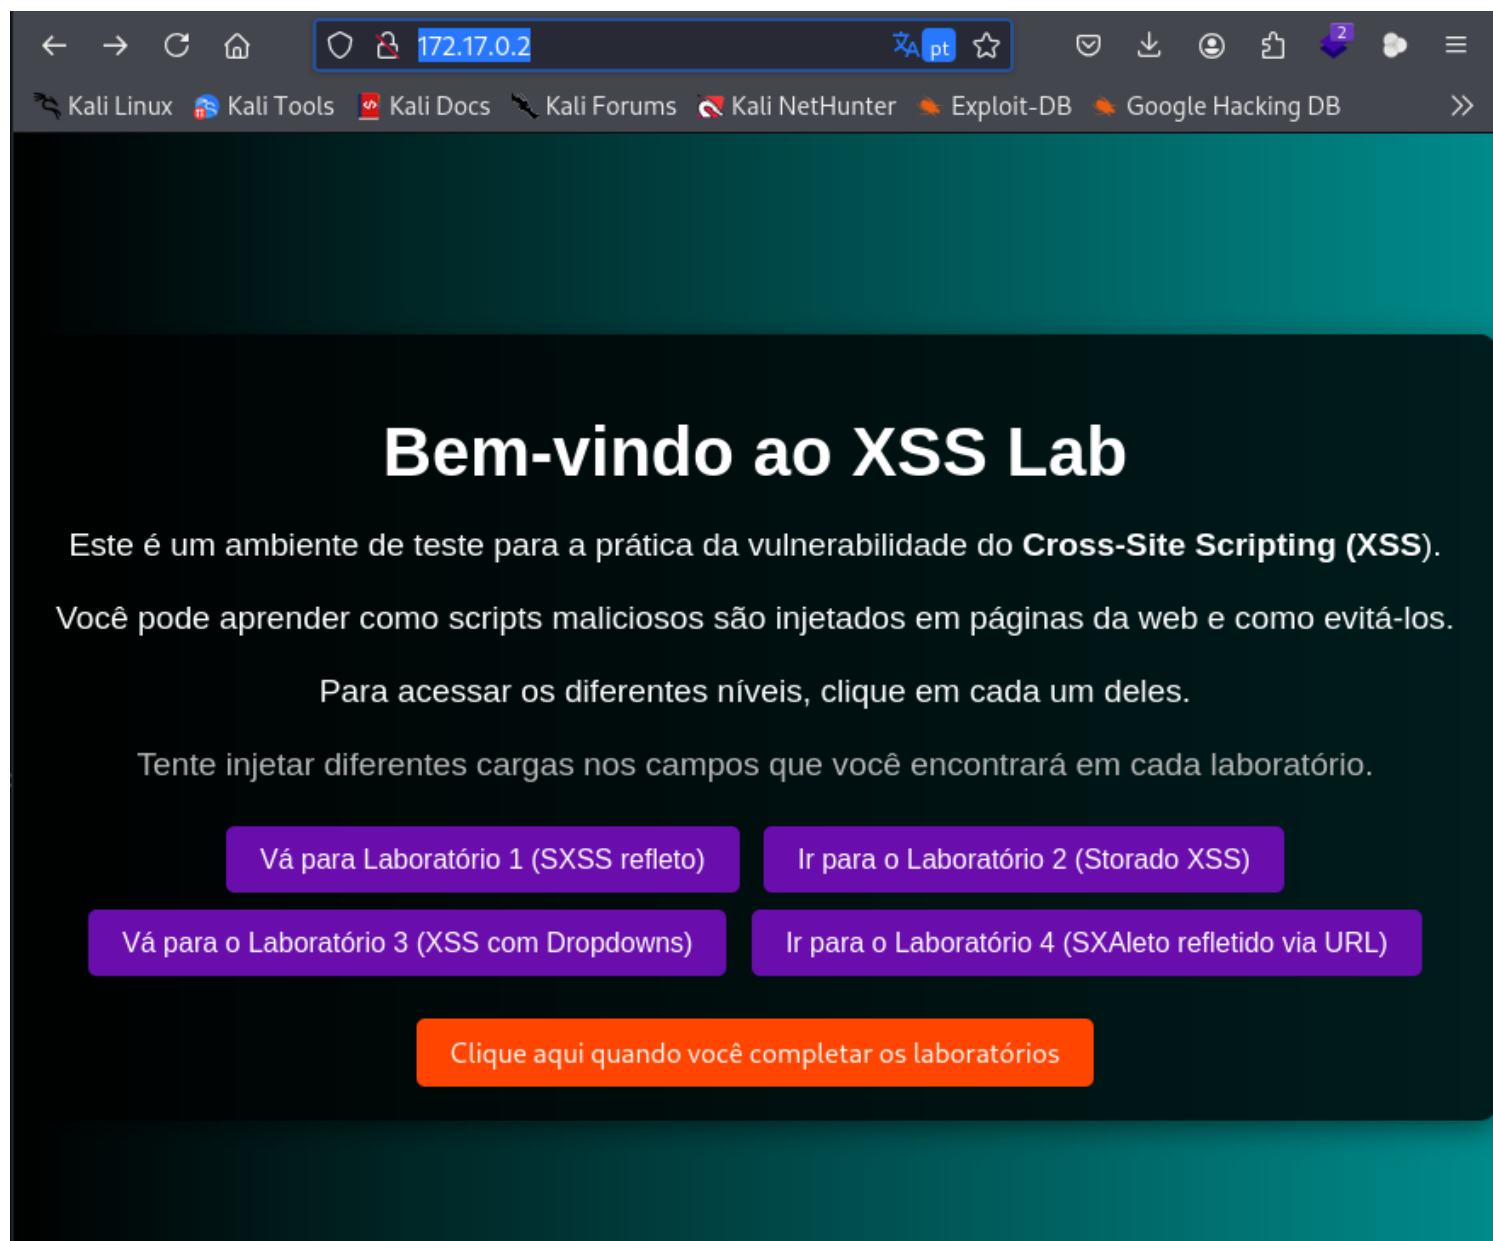 172.17.0.2 pt 2
Kali Linux Kali Tools Kali Docs Kali Forums Kali NetHunter Exploit-DB Google Hacking DB
Bem-vindo ao XSS Lab
Este é um ambiente de teste para a prática da vulnerabilidade do Cross-Site Scripting (XSS).
Você pode aprender como scripts maliciosos são injetados em páginas da web e como evitá-los.
Para acessar os diferentes níveis, clique em cada um deles.
Tente injetar diferentes cargas nos campos que você encontrará em cada laboratório.
Vá para Laboratório 1 (SXSS refleto) Ir para o Laboratório 2 (Storado XSS)
Vá para o Laboratório 3 (XSS com Dropdowns) Ir para o Laboratório 4 (SXAleto refletido via URL)
Clique aqui quando você completar os laboratórios